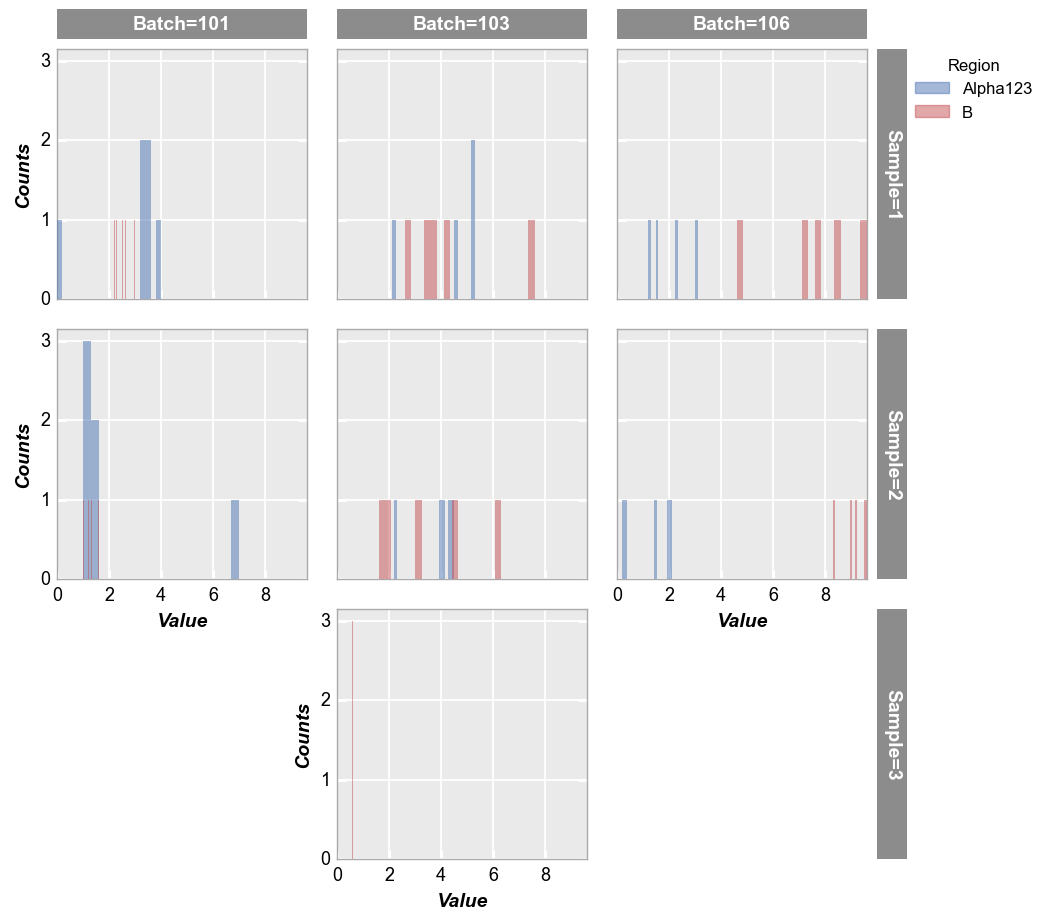 Batch=101
Batch=103
Batch=106
Region
Alpha123
B
3
2
1
0
Counts
Sample=1
3
2
1
0
Counts
0 2 4 6 8
Value
0 2 4 6 8
Value
Sample=2
3
2
1
0
Counts
0 2 4 6 8
Value
Sample=3